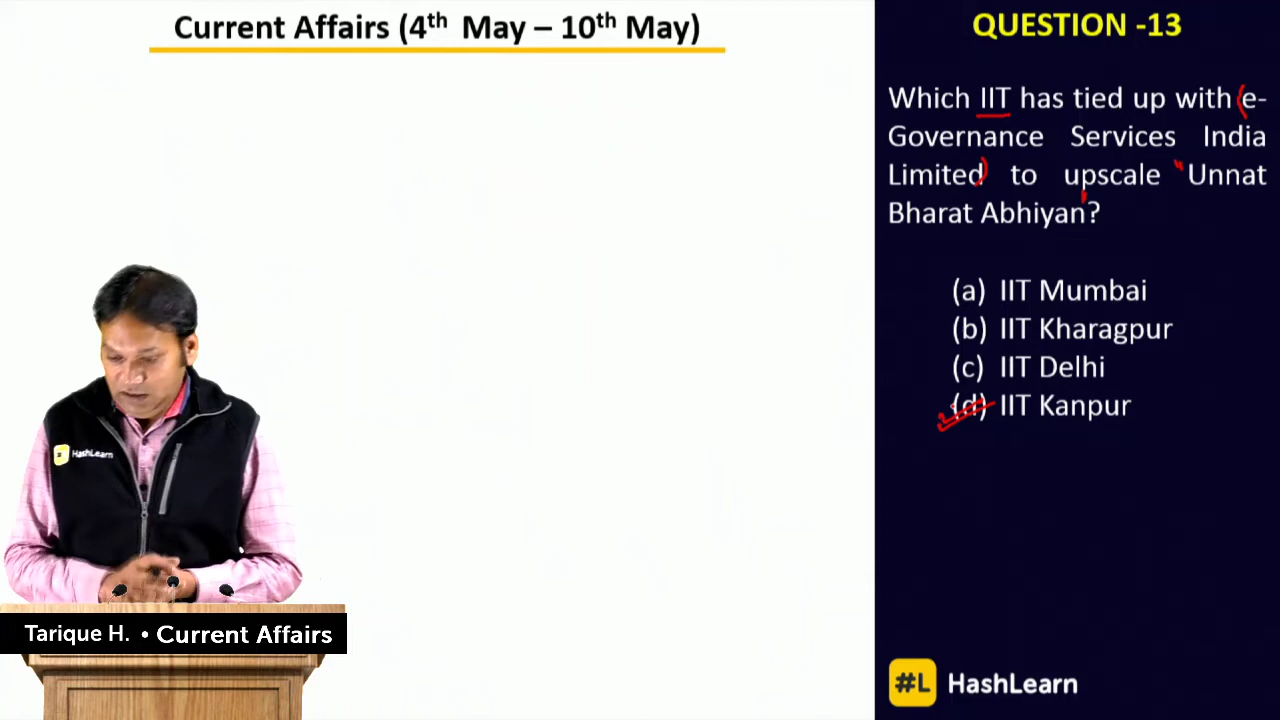 Current Affairs (4th May – 10th May)
QUESTION -13
Which IIT has tied up with e-
Governance Services India
Limited to upscale Unnat
Bharat Abhiyan?
(a) IIT Mumbai
(b) IIT Kharagpur
(c) IIT Delhi
(d) IIT Kanpur
# HashLearn
Tarique H. • Current Affairs
#L HashLearn